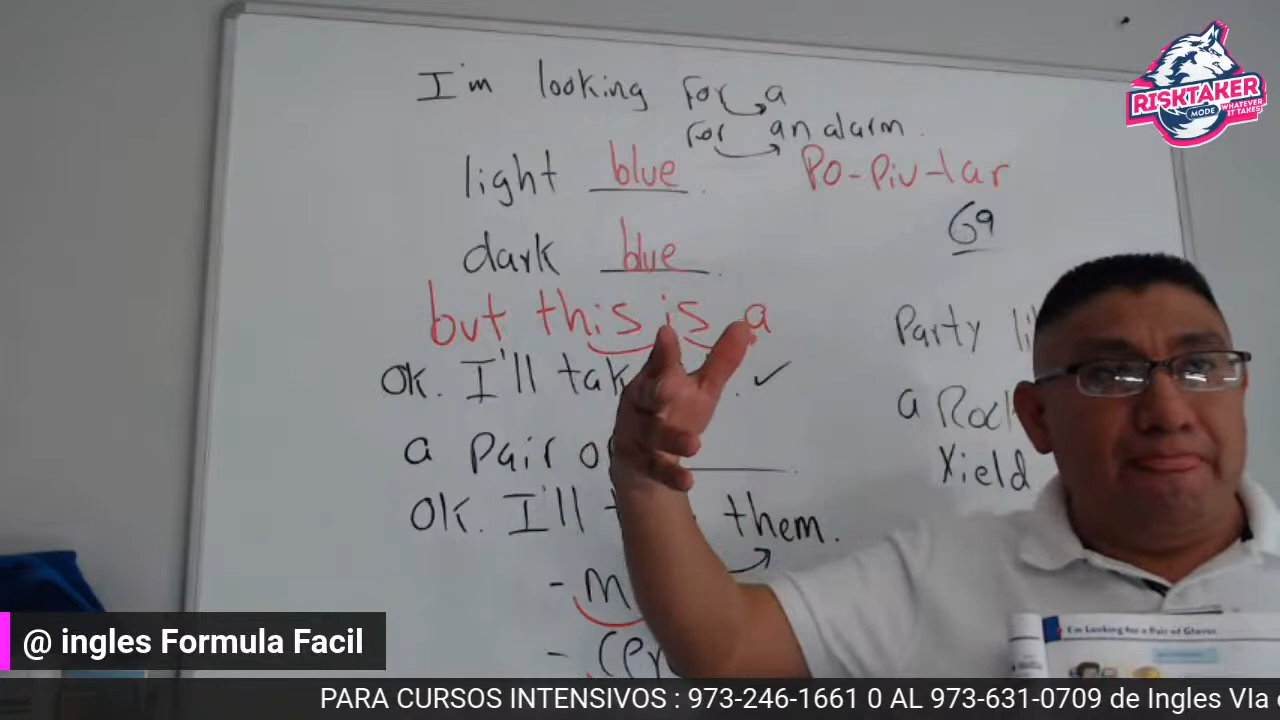 I'm looking for a
for an alarm.
light blue.
Po-Piu-lar
69
dark blue.
but this is a
Party li
OK. I'll tak ✓
a Rock
a Pair o
Yield
OK. I'll them.
- M
- Cer
RISKTAKER
MODE
WHATEVER
IT TAKES!
I'm Looking for a Pair of Gloves
@ ingles Formula Facil
PARA CURSOS INTENSIVOS : 973-246-1661 0 AL 973-631-0709 de Ingles VIa